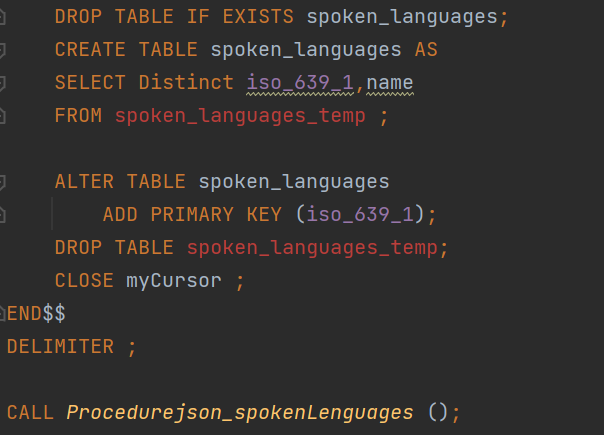 DROP TABLE IF EXISTS spoken_languages;
CREATE TABLE spoken_languages AS
SELECT Distinct iso_639_1,name
FROM spoken_languages_temp ;
ALTER TABLE spoken_languages
ADD PRIMARY KEY (iso_639_1);
DROP TABLE spoken_languages_temp;
CLOSE myCursor ;
END$$
DELIMITER ;
CALL Procedurejson_spokenLenguages ();